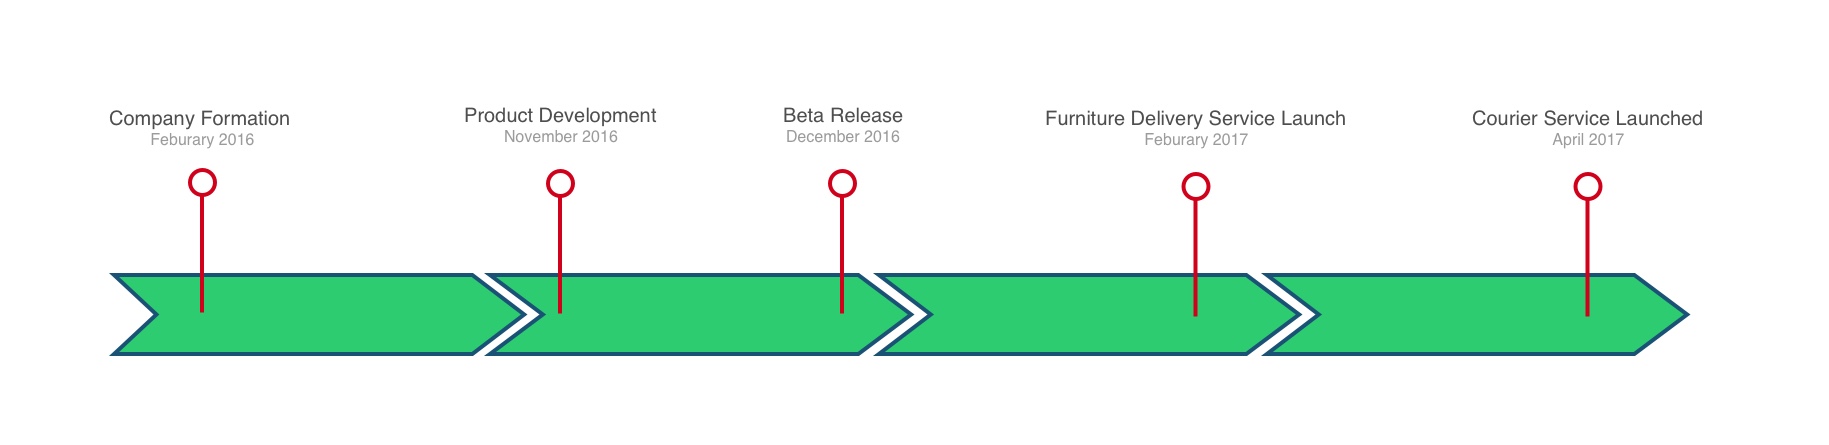 Company Formation
Feburary 2016
Product Development
November 2016
Beta Release
December 2016
Furniture Delivery Service Launch
Feburary 2017
Courier Service Launched
April 2017